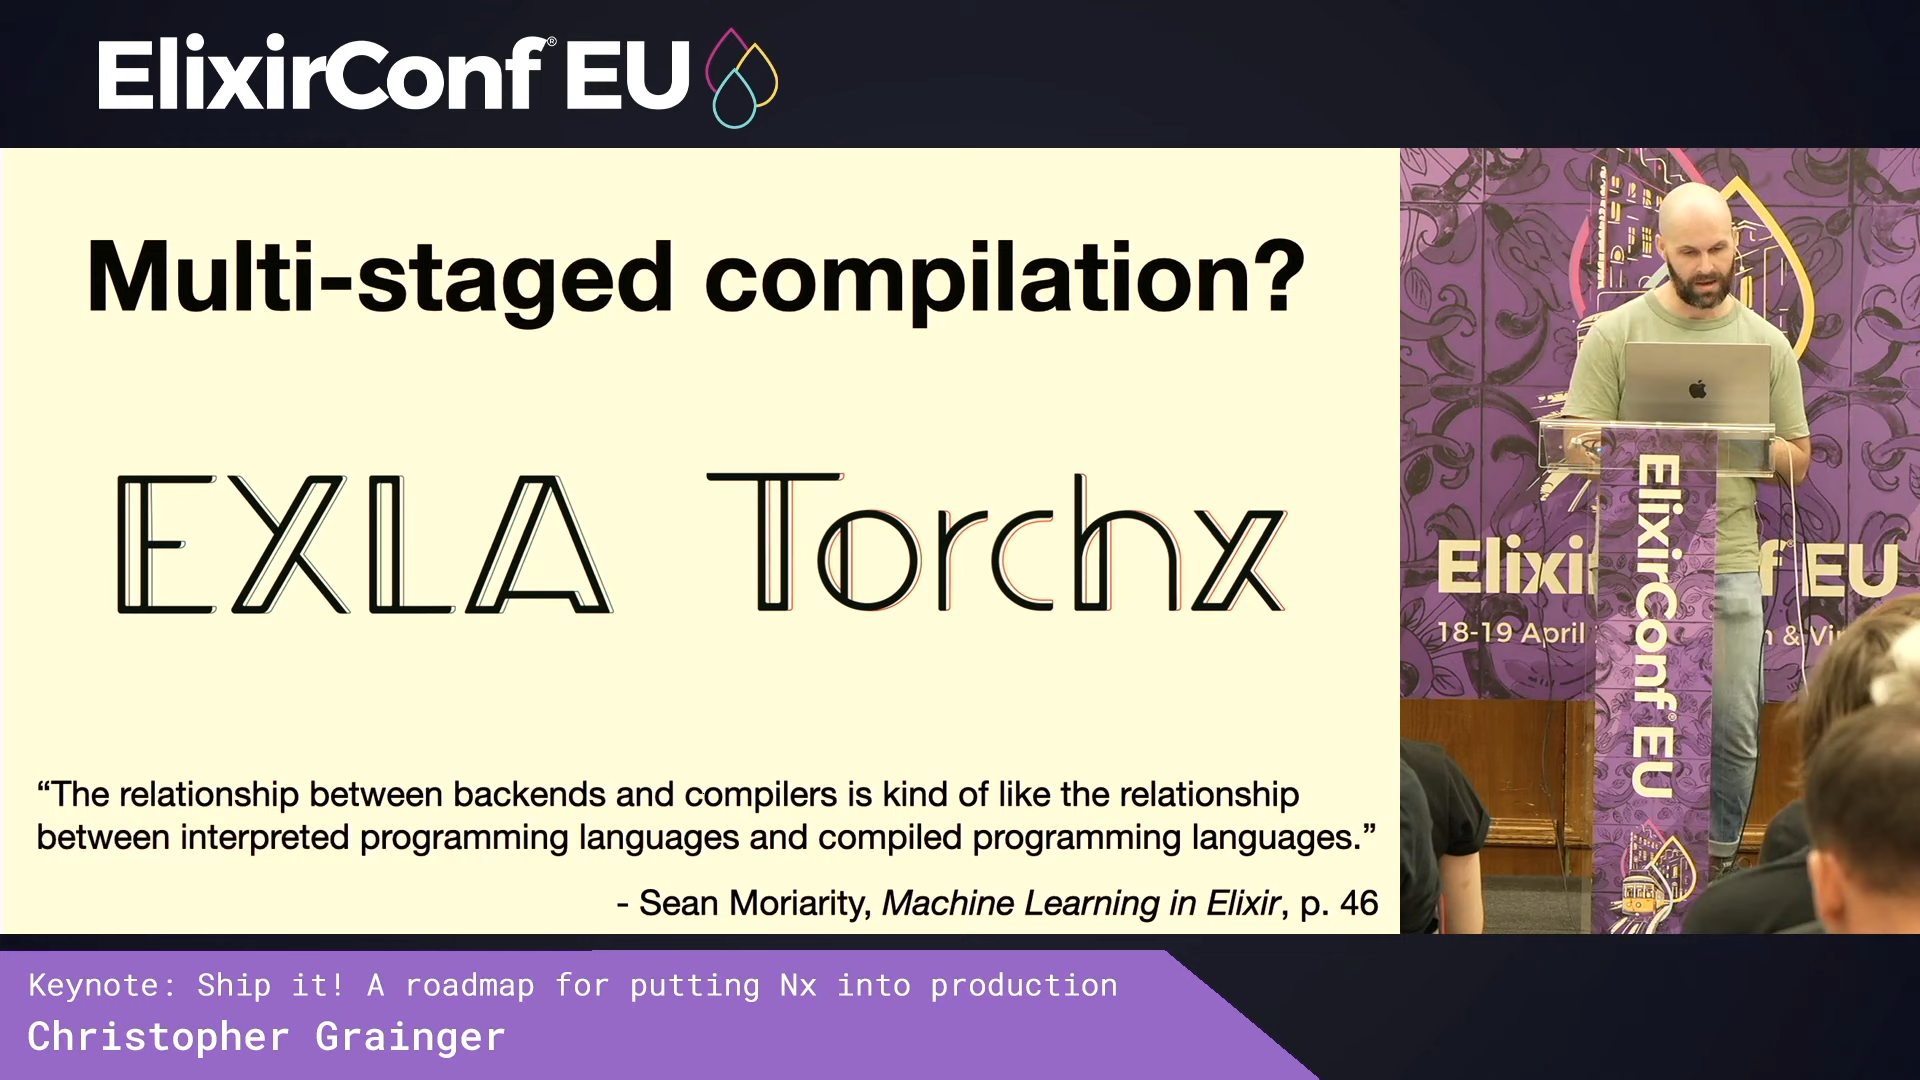 ElixirConf® EU
Multi-staged compilation?
EXLA Torchx
“The relationship between backends and compilers is kind of like the relationship
between interpreted programming languages and compiled programming languages.”
- Sean Moriarity, Machine Learning in Elixir, p. 46
ElixirConf® EU
EU
18-19 April
Keynote: Ship it! A roadmap for putting Nx into production
Christopher Grainger